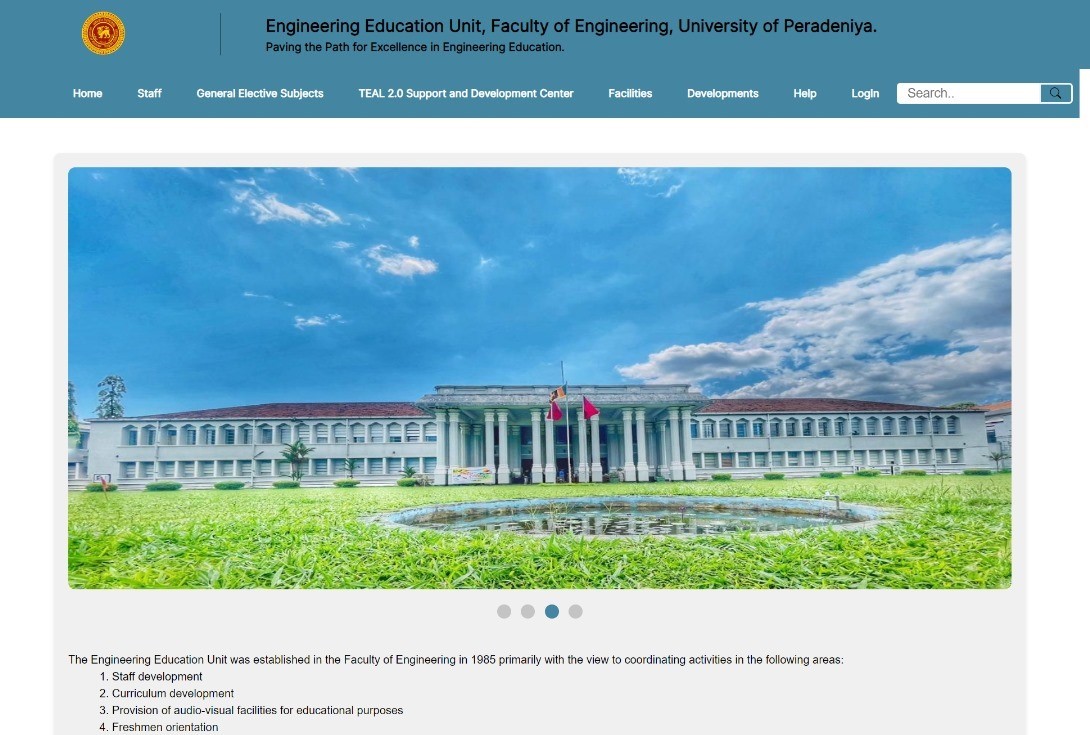 Engineering Education Unit, Faculty of Engineering, University of Peradeniya.
Paving the Path for Excellence in Engineering Education.
Home Staff General Elective Subjects TEAL 2.0 Support and Development Center Facilities Developments Help LogIn Search..
The Engineering Education Unit was established in the Faculty of Engineering in 1985 primarily with the view to coordinating activities in the following areas:
1. Staff development
2. Curriculum development
3. Provision of audio-visual facilities for educational purposes
4. Freshmen orientation